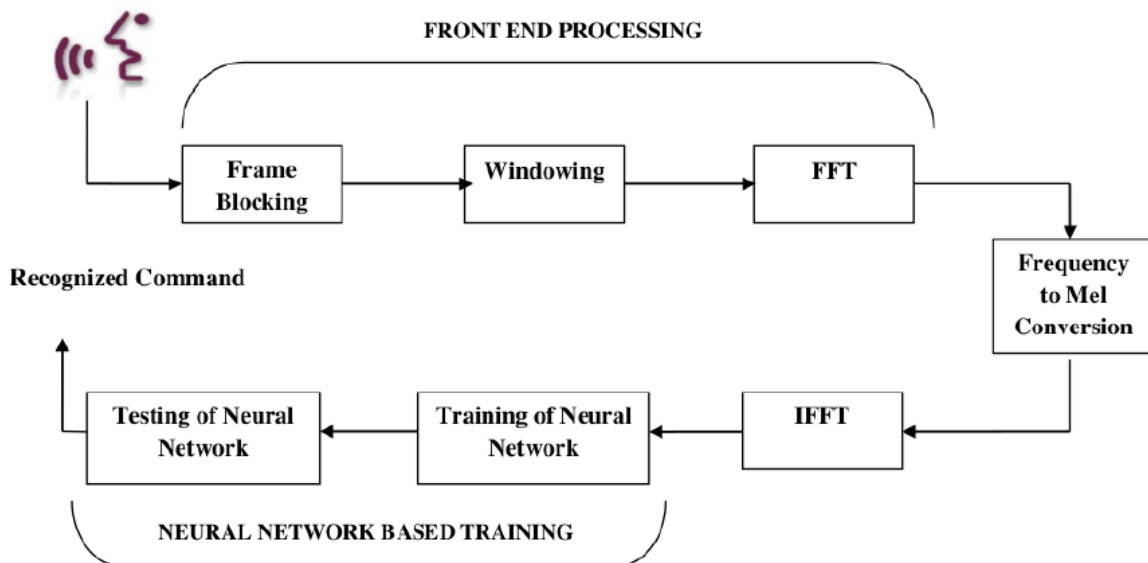 FRONT END PROCESSING
Frame
Blocking
Windowing
FFT
Frequency
to Mel
Conversion
Recognized Command
Testing of Neural
Network
Training of Neural
Network
IFFT
NEURAL NETWORK BASED TRAINING